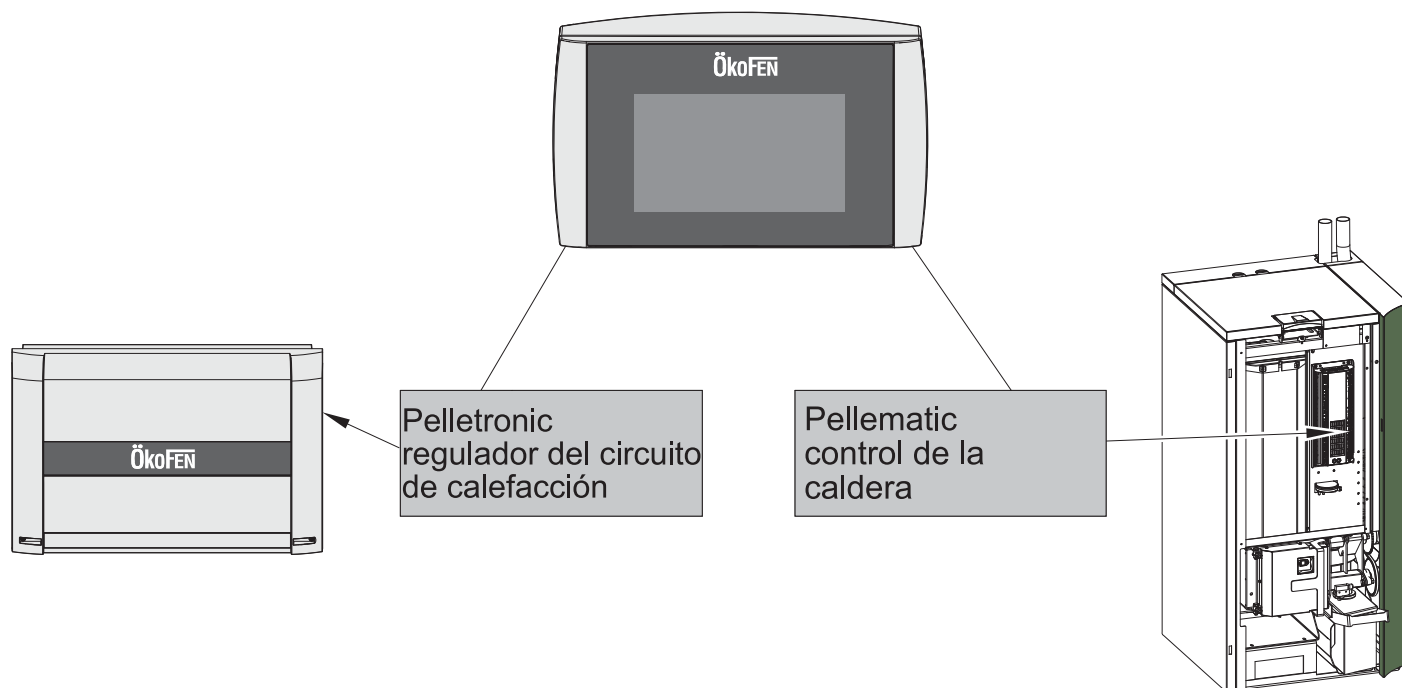 ÖkoFEN
ÖkoFEN
Pelletronic
regulador del circuito
de calefacción
Pellematic
control de la
caldera